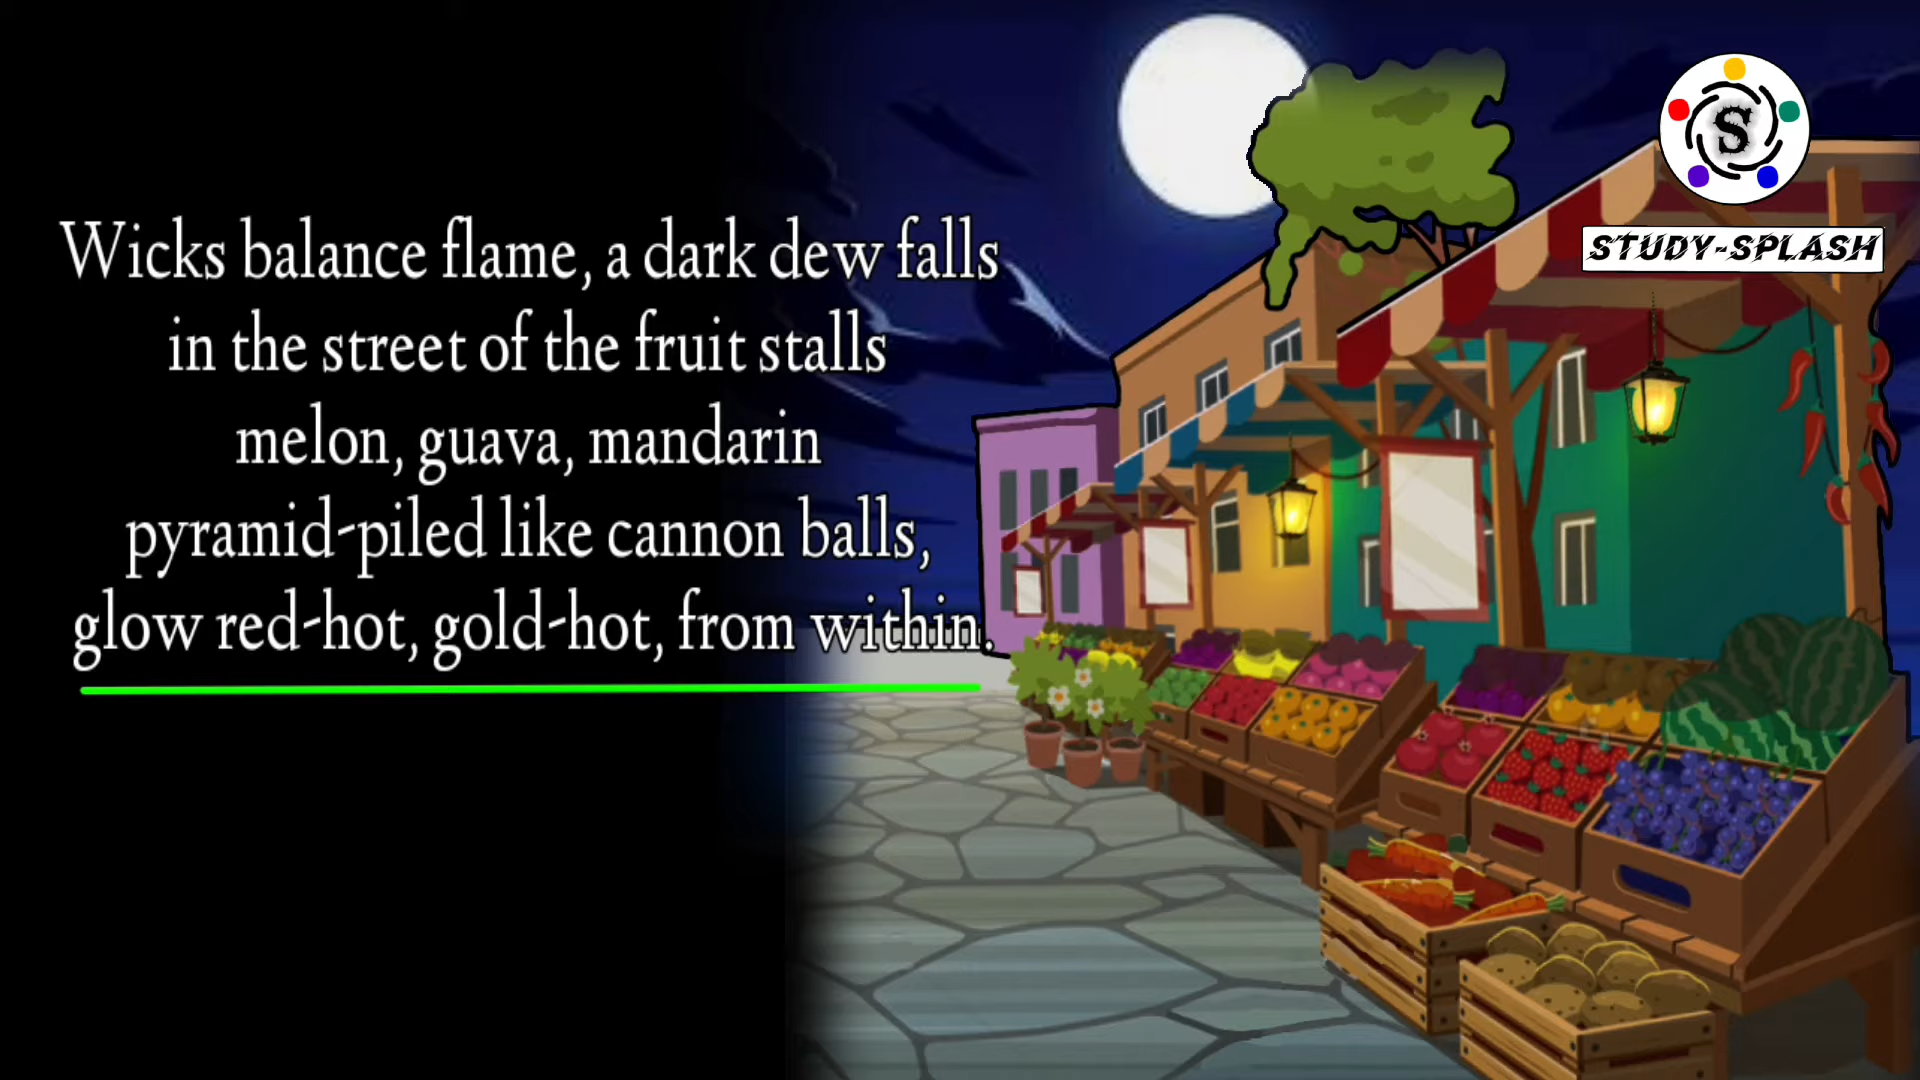 Wicks balance flame, a dark dew falls
in the street of the fruit stalls
melon, guava, mandarin
pyramid-piled like cannon balls,
glow red-hot, gold-hot, from within.
S
STUDY-SPLASH